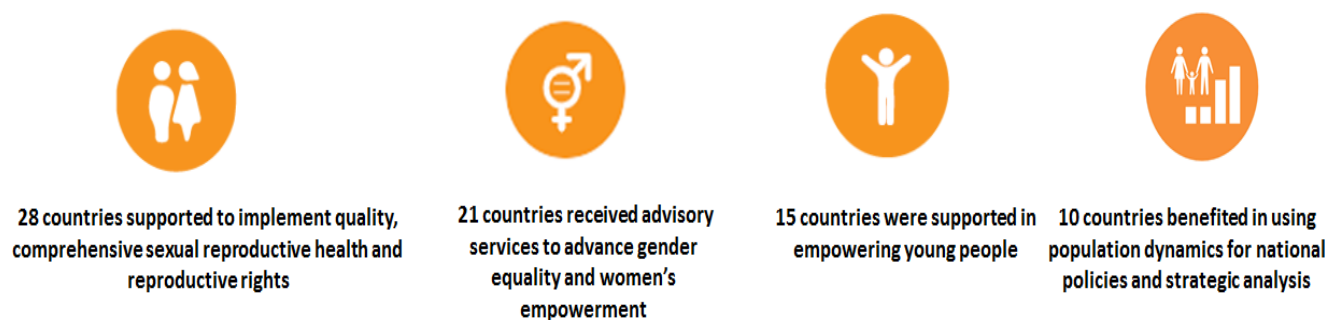 28 countries supported to implement quality,
comprehensive sexual reproductive health and
reproductive rights
21 countries received advisory
services to advance gender
equality and women's
empowerment
15 countries were supported in
empowering young people
10 countries benefited in using
population dynamics for national
policies and strategic analysis